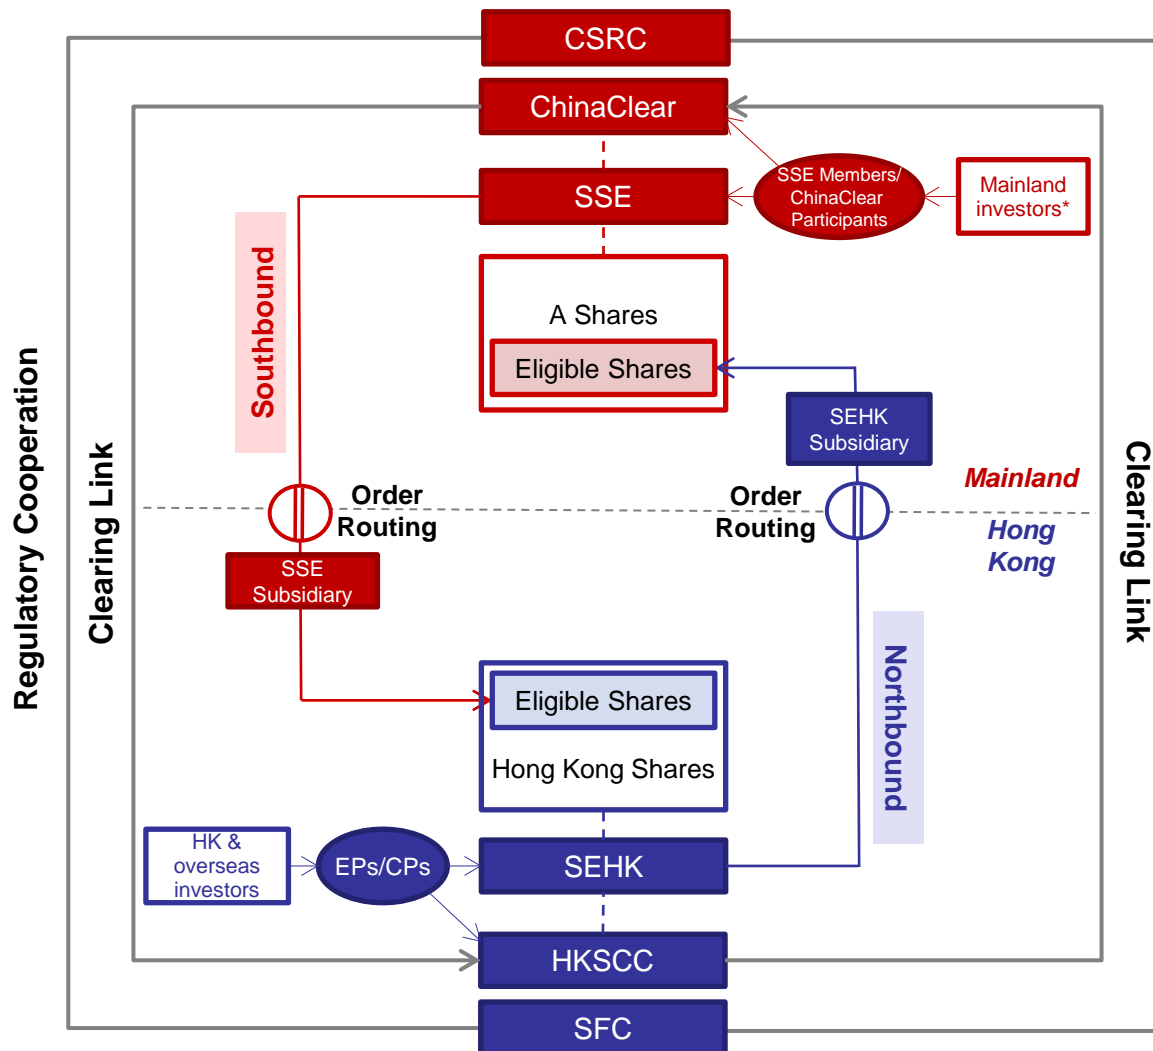 CSRC
ChinaClear
SSE
SSE Members/
ChinaClear
Participants
Mainland
investors*
Southbound
A Shares
Eligible Shares
SEHK
Subsidiary
Regulatory Cooperation
Clearing Link
Order
Routing
Order
Routing
Mainland
Hong
Kong
Clearing Link
SSE
Subsidiary
Eligible Shares
Hong Kong Shares
Northbound
HK &
overseas
investors
EPs/CPs
SEHK
HKSCC
SFC